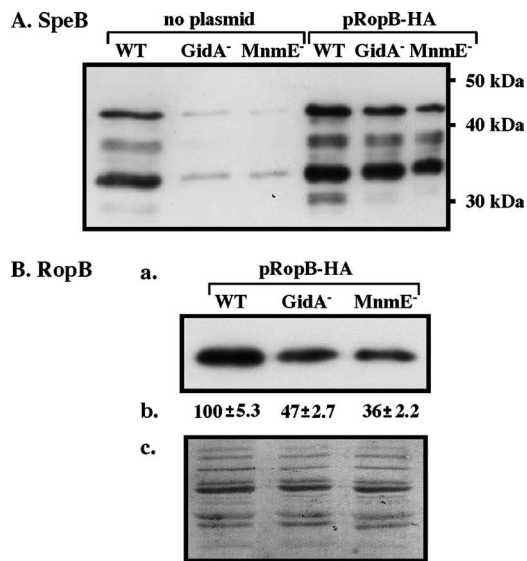 A. SpeB
no plasmid
pRopB-HA
WT GidA- MnmE- WT GidA- MnmE-
50 kDa
40 kDa
30 kDa
B. RopB
a.
pRopB-HA
WT GidA- MnmE-
b. 100±5.3 47±2.7 36±2.2
c.